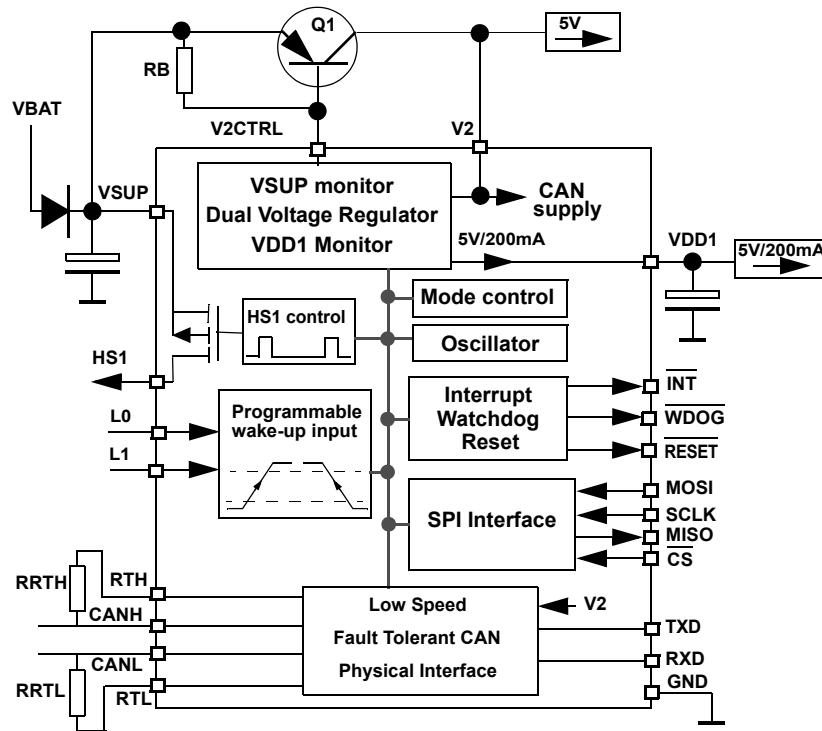 Q1
5V
RB
VBAT
V2CTRL
V2
VSUP
VSUP monitor
Dual Voltage Regulator
VDD1 Monitor
CAN
supply
5V/200mA
VDD1
5V/200mA
Mode control
HS1 control
Oscillator
HS1
INT
L0
Programmable
wake-up input
Interrupt
Watchdog
Reset
WDOG
L1
RESET
MOSI
SPI Interface
SCLK
MISO
CS
RRTH
RTH
Low Speed
V2
CANH
Fault Tolerant CAN
TXD
CANL
Physical Interface
RXD
RRTL
RTL
GND